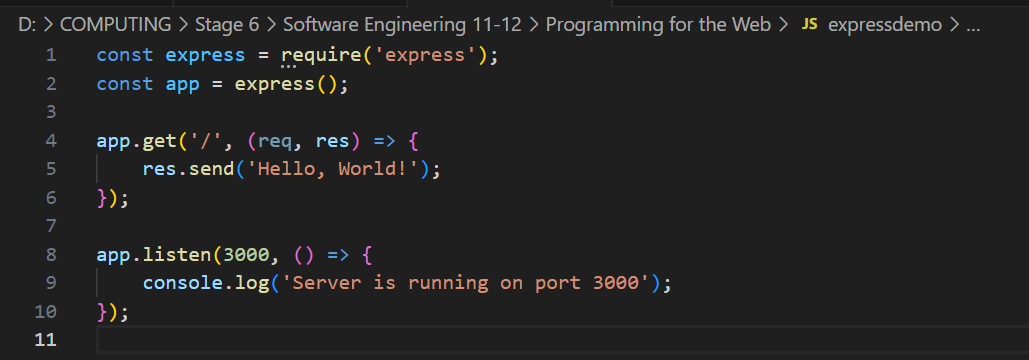 D: > COMPUTING > Stage 6 > Software Engineering 11-12 > Programming for the Web > JS expressdemo > ...
1 const express = require('express');
2 const app = express();
3
4 app.get('/', (req, res) => {
5     res.send('Hello, World!');
6 });
7
8 app.listen(3000, () => {
9     console.log('Server is running on port 3000');
10 });
11